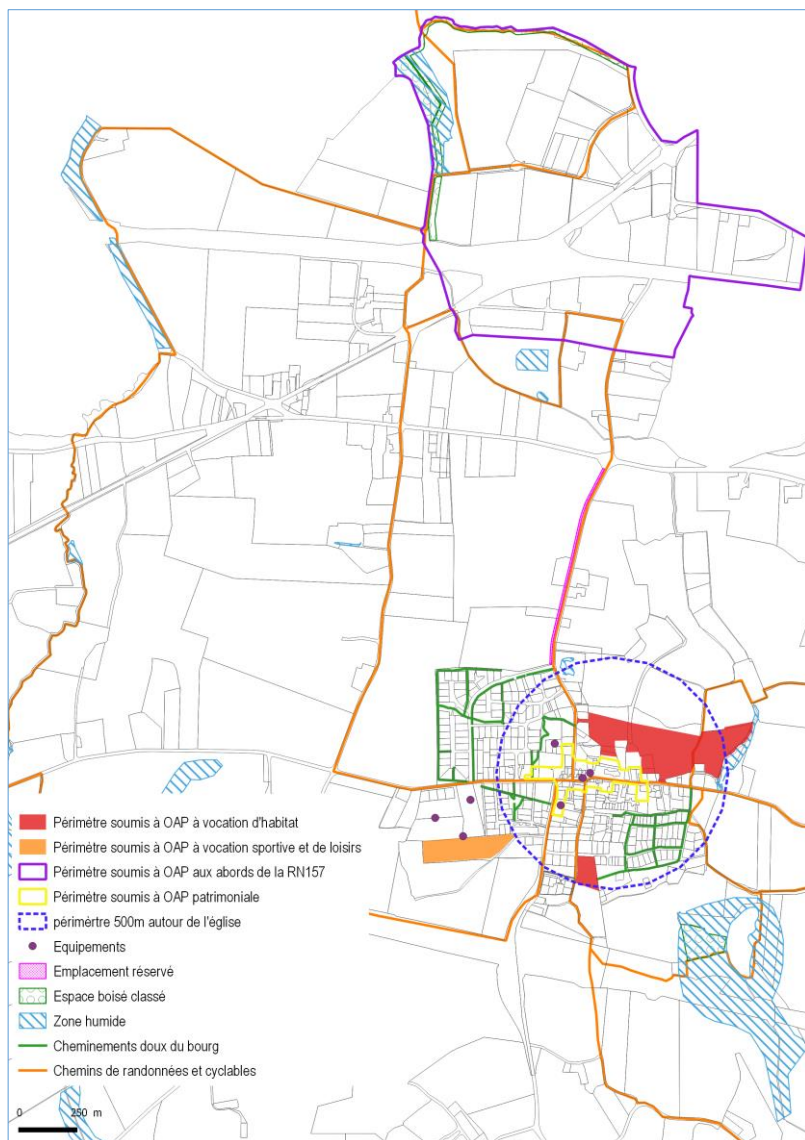 Périmètre soumis à OAP à vocation d'habitat
Périmètre soumis à OAP à vocation sportive et de loisirs
Périmètre soumis à OAP aux abords de la RN157
Périmètre soumis à OAP patrimoniale
périmértre 500m autour de l'église
Equipements
Emplacement réservé
Espace boisé classé
Zone humide
Cheminements doux du bourg
Chemins de randonnées et cyclables
0 250 m